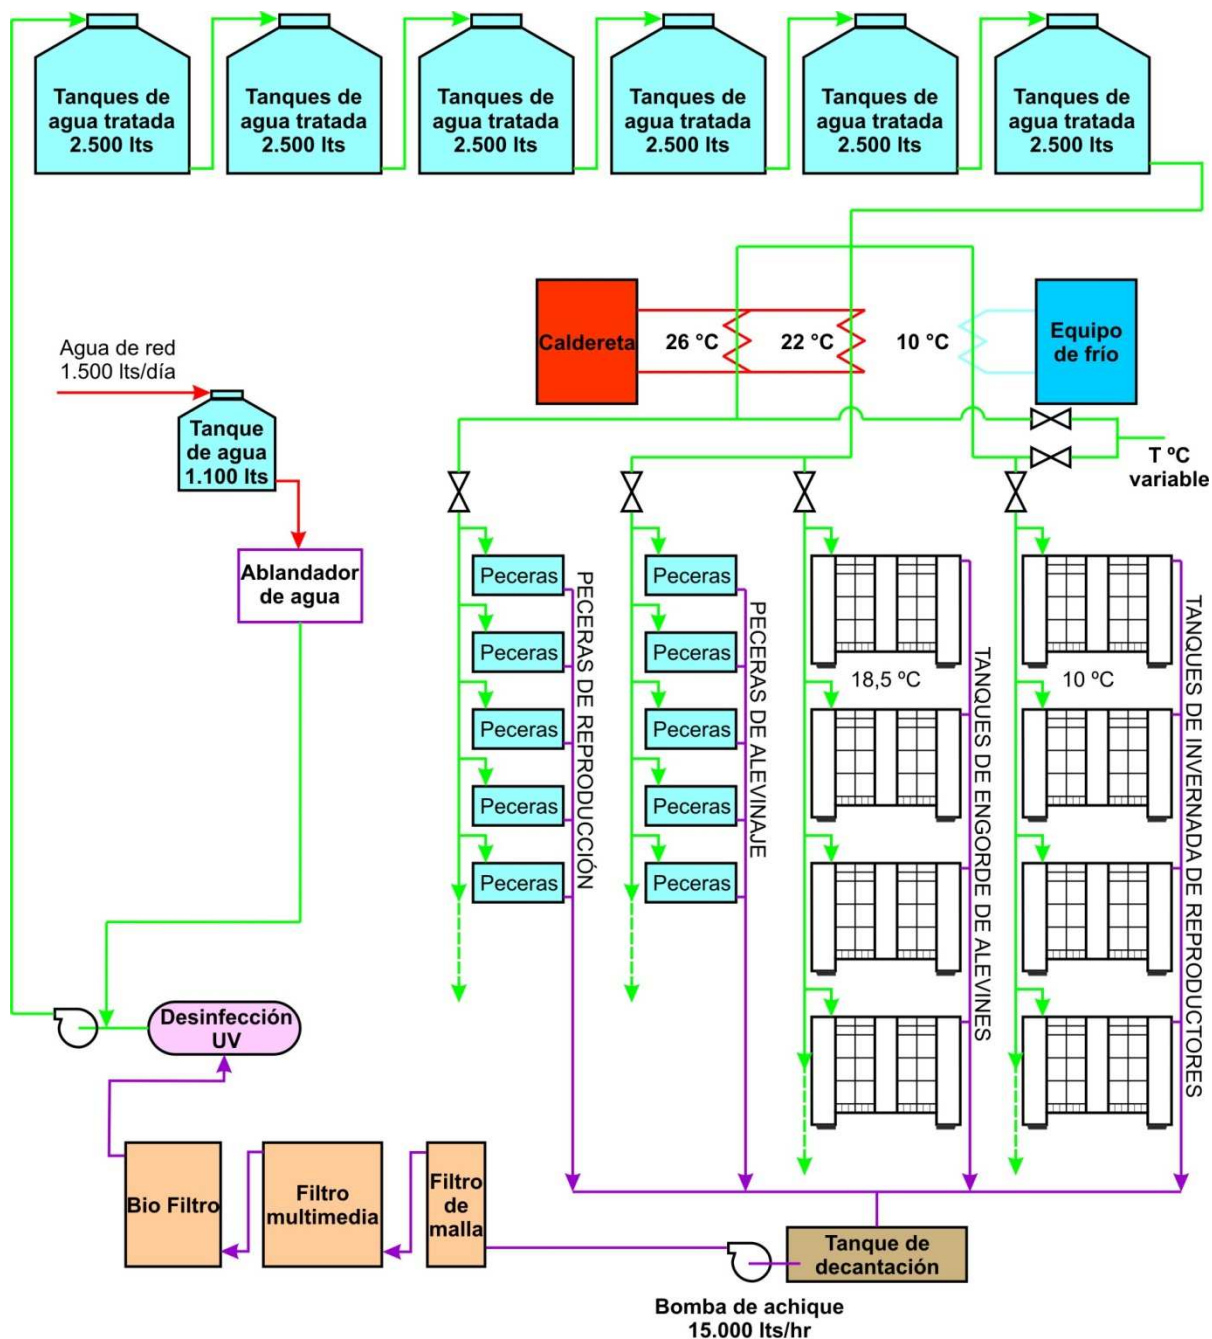 Tanques de
agua tratada
2.500 lts
Tanques de
agua tratada
2.500 lts
Tanques de
agua tratada
2.500 lts
Tanques de
agua tratada
2.500 lts
Tanques de
agua tratada
2.500 lts
Tanques de
agua tratada
2.500 lts
Caldereta
26 °C
22 °C
10 °C
Equipo
de frío
Agua de red
1.500 lts/día
Tanque
de agua
1.100 lts
T ºC
variable
Ablandador
de agua
Peceras
Peceras
Peceras
Peceras
Peceras
PECERAS DE REPRODUCCIÓN
Peceras
Peceras
Peceras
Peceras
Peceras
PECERAS DE ALEVINAJE
18,5 ºC
TANQUES DE ENGORDE DE ALEVINES
10 ºC
TANQUES DE INVERNADA DE REPRODUCTORES
Desinfección
UV
Bio Filtro
Filtro
multimedia
Filtro
de
malla
Tanque de
decantación
Bomba de achique
15.000 lts/hr